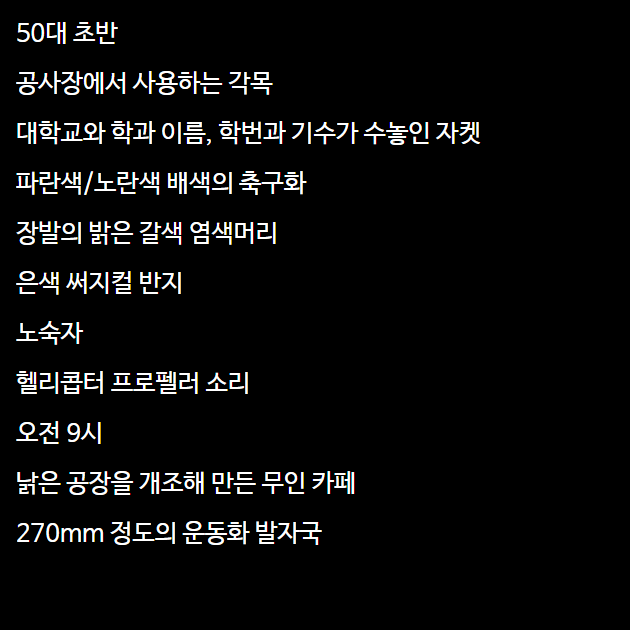 50대 초반
공사장에서 사용하는 각목
대학교와 학과 이름, 학번과 기수가 수놓인 자켓
파란색/노란색 배색의 축구화
장발의 밝은 갈색 염색머리
은색 써지컬 반지
노숙자
헬리콥터 프로펠러 소리
오전 9시
낡은 공장을 개조해 만든 무인 카페
270mm 정도의 운동화 발자국